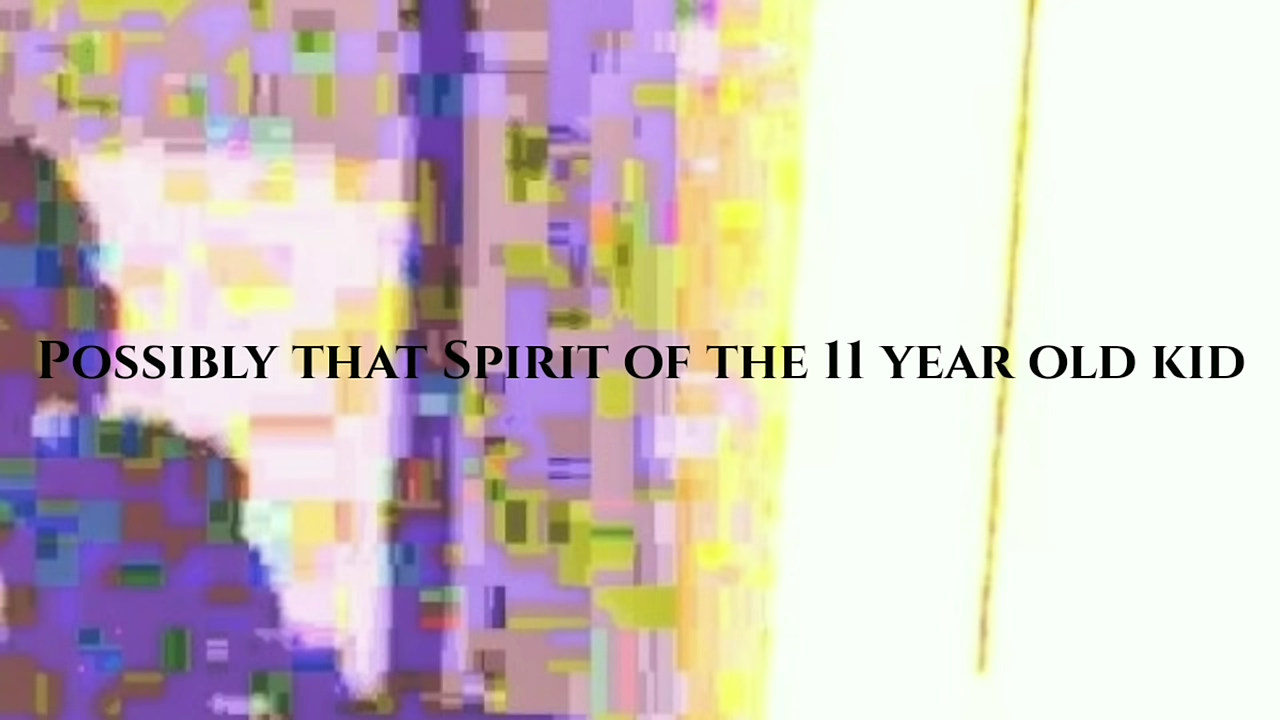 Possibly that Spirit of the 11 year old kid